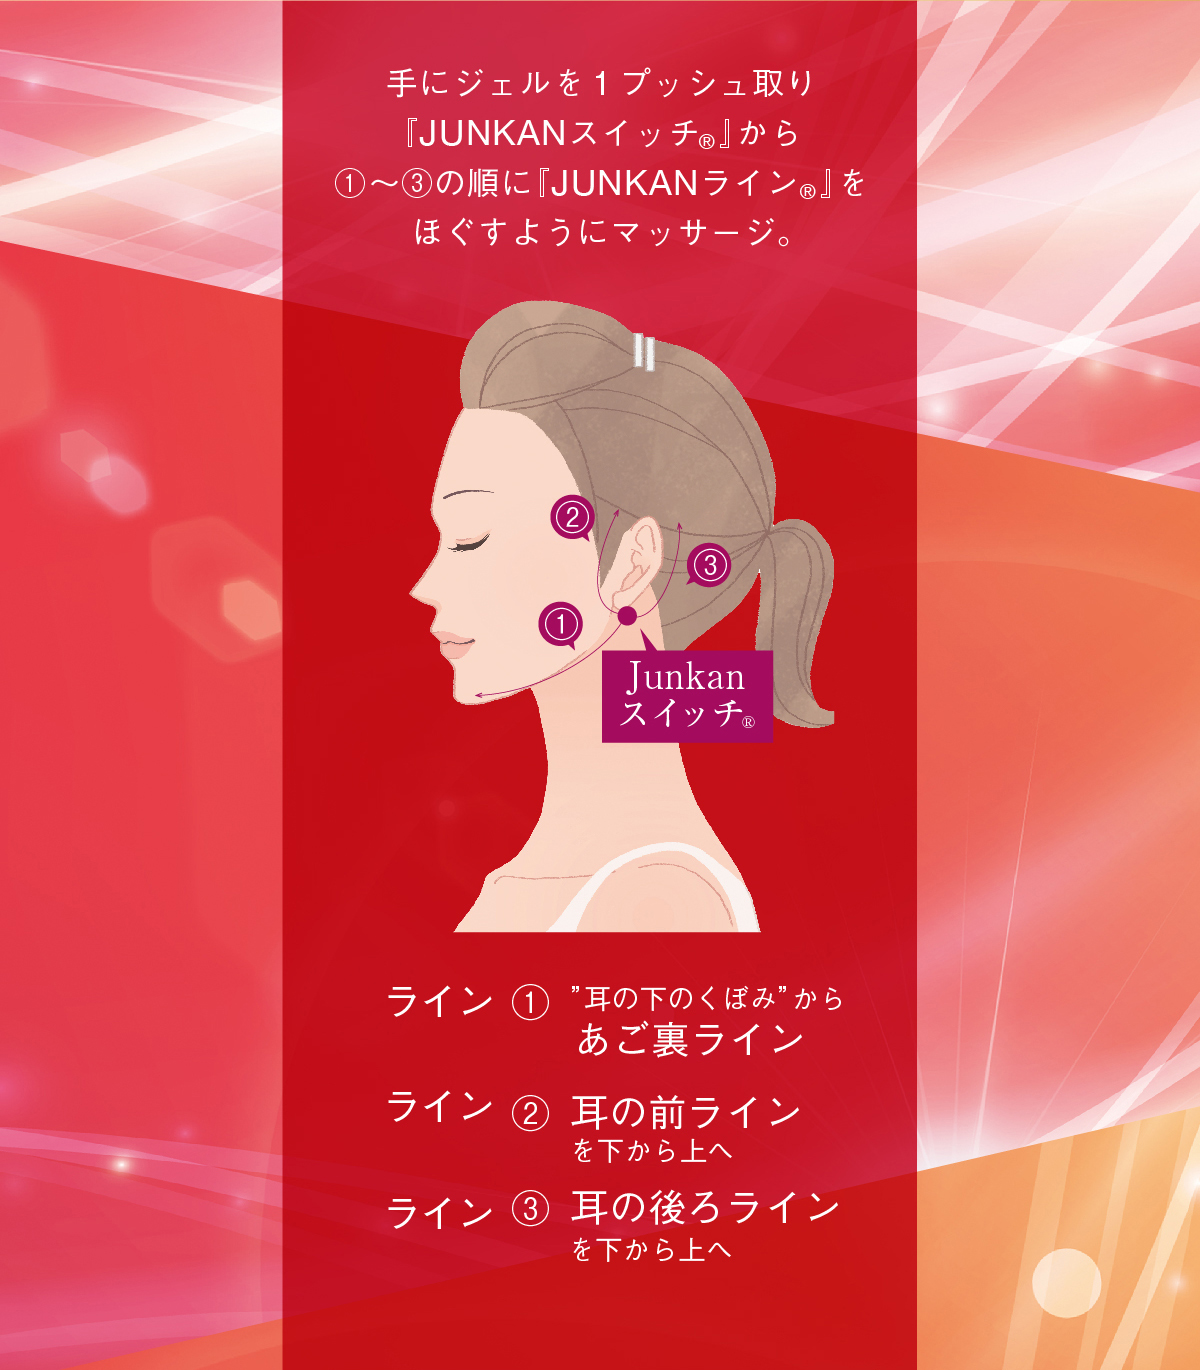 手にジェルを1プッシュ取り
『JUNKANスイッチ®』から
①〜③の順に『JUNKANライン®』を
ほぐすようにマッサージ。
②
③
①
Junkan
スイッチ®
ライン ① ”耳の下のくぼみ”から
あご裏ライン
ライン ② 耳の前ライン
を下から上へ
ライン ③ 耳の後ろライン
を下から上へ